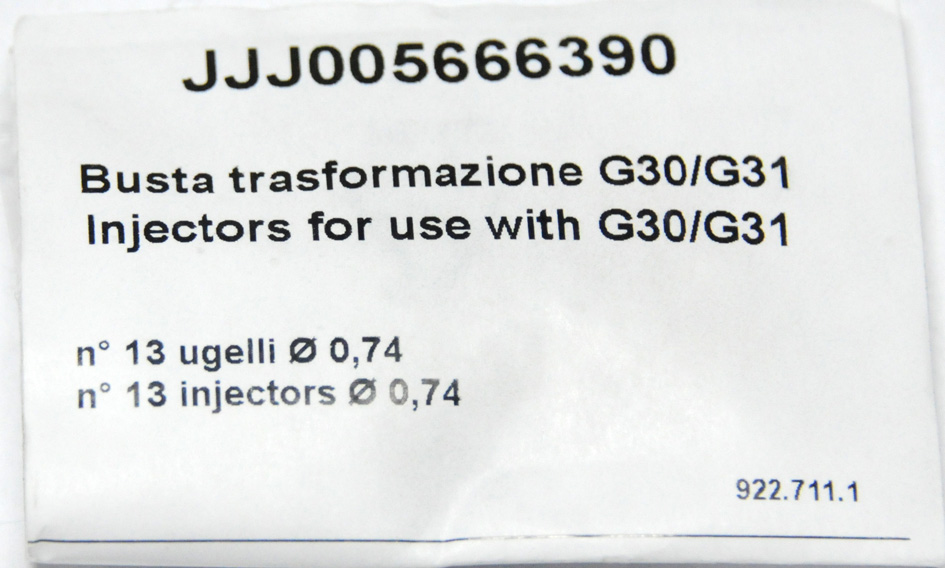 JJJ005666390
Busta trasformazione G30/G31
Injectors for use with G30/G31
n° 13 ugelli Ø 0,74
n° 13 injectors Ø 0,74
922.711.1